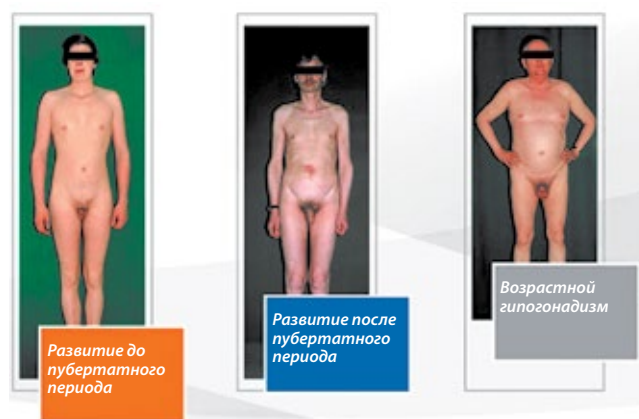 Развитие до
пубертатного
периода
Развитие после
пубертатного
периода
Возрастной
гипогонадизм